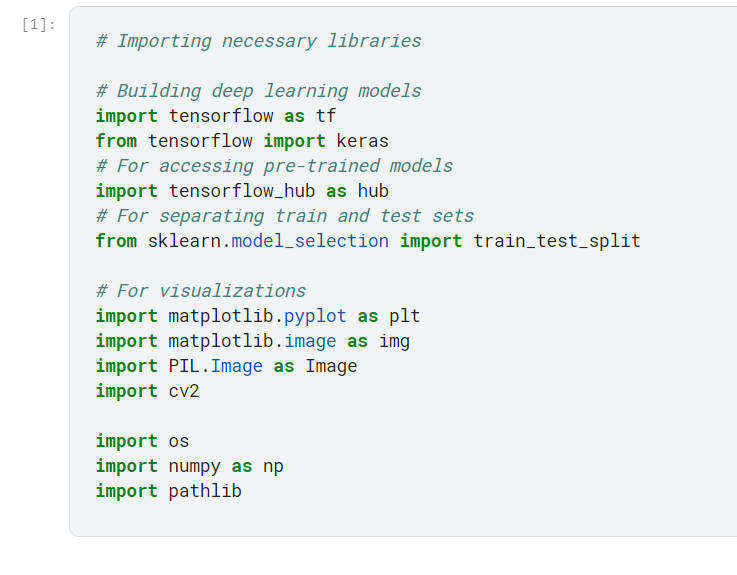 [1]:
# Importing necessary libraries
# Building deep learning models
import tensorflow as tf
from tensorflow import keras
# For accessing pre-trained models
import tensorflow_hub as hub
# For separating train and test sets
from sklearn.model_selection import train_test_split
# For visualizations
import matplotlib.pyplot as plt
import matplotlib.image as img
import PIL.Image as Image
import cv2
import os
import numpy as np
import pathlib